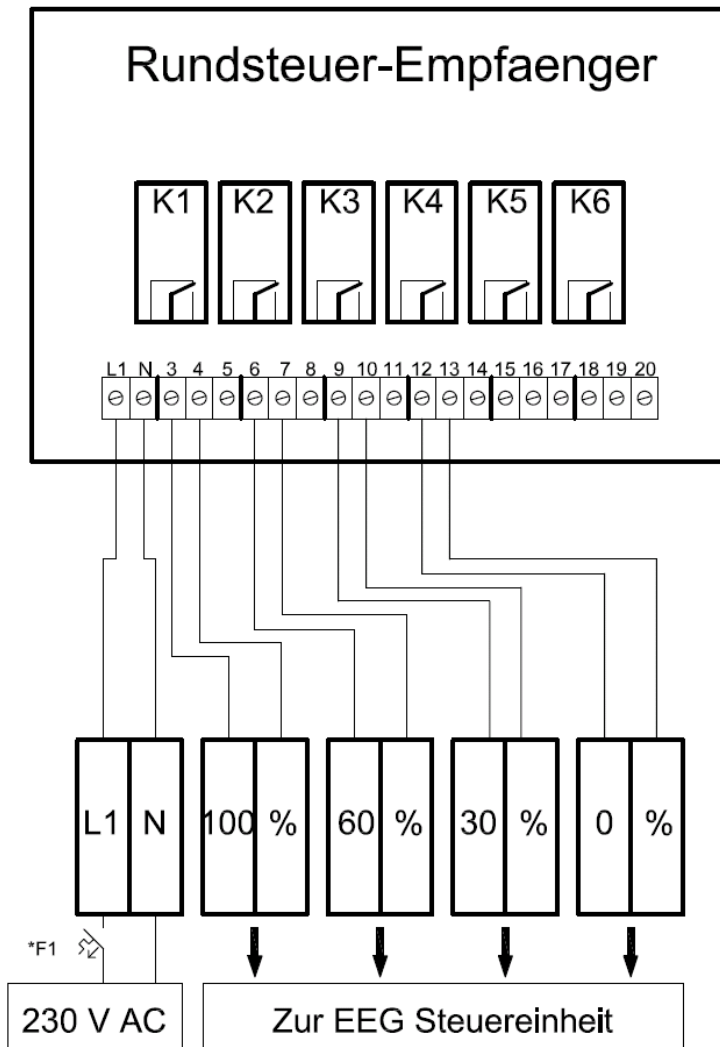 Rundsteuer-Empfaenger
K1 K2 K3 K4 K5 K6
L1 N 3 4 5 6 7 8 9 10 11 12 13 14 15 16 17 18 19 20
L1 N 100 % 60 % 30 % 0 %
*F1
230 V AC Zur EEG Steuereinheit